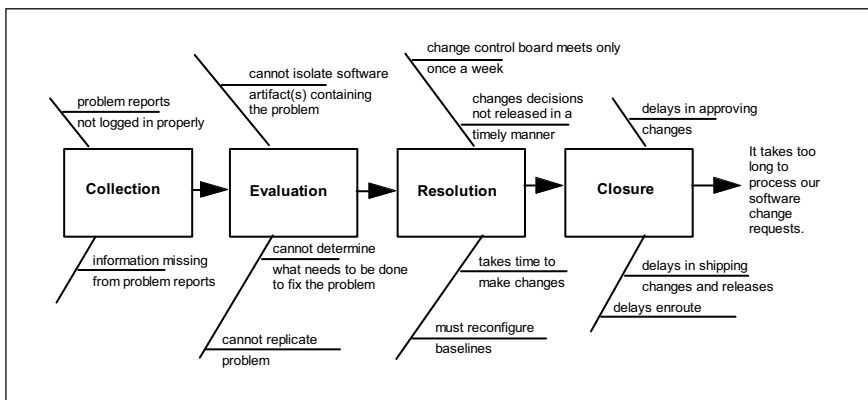 change control board meets only
once a week
cannot isolate software
artifact(s) containing
the problem
problem reports
not logged in properly
changes decisions
not released in a
timely manner
delays in approving
changes
Collection
Evaluation
Resolution
Closure
It takes too
long to
process our
software
change
requests.
information missing
from problem reports
cannot determine
what needs to be done
to fix the problem
cannot replicate
problem
takes time to
make changes
must reconfigure
baselines
delays in shipping
changes and releases
delays enroute